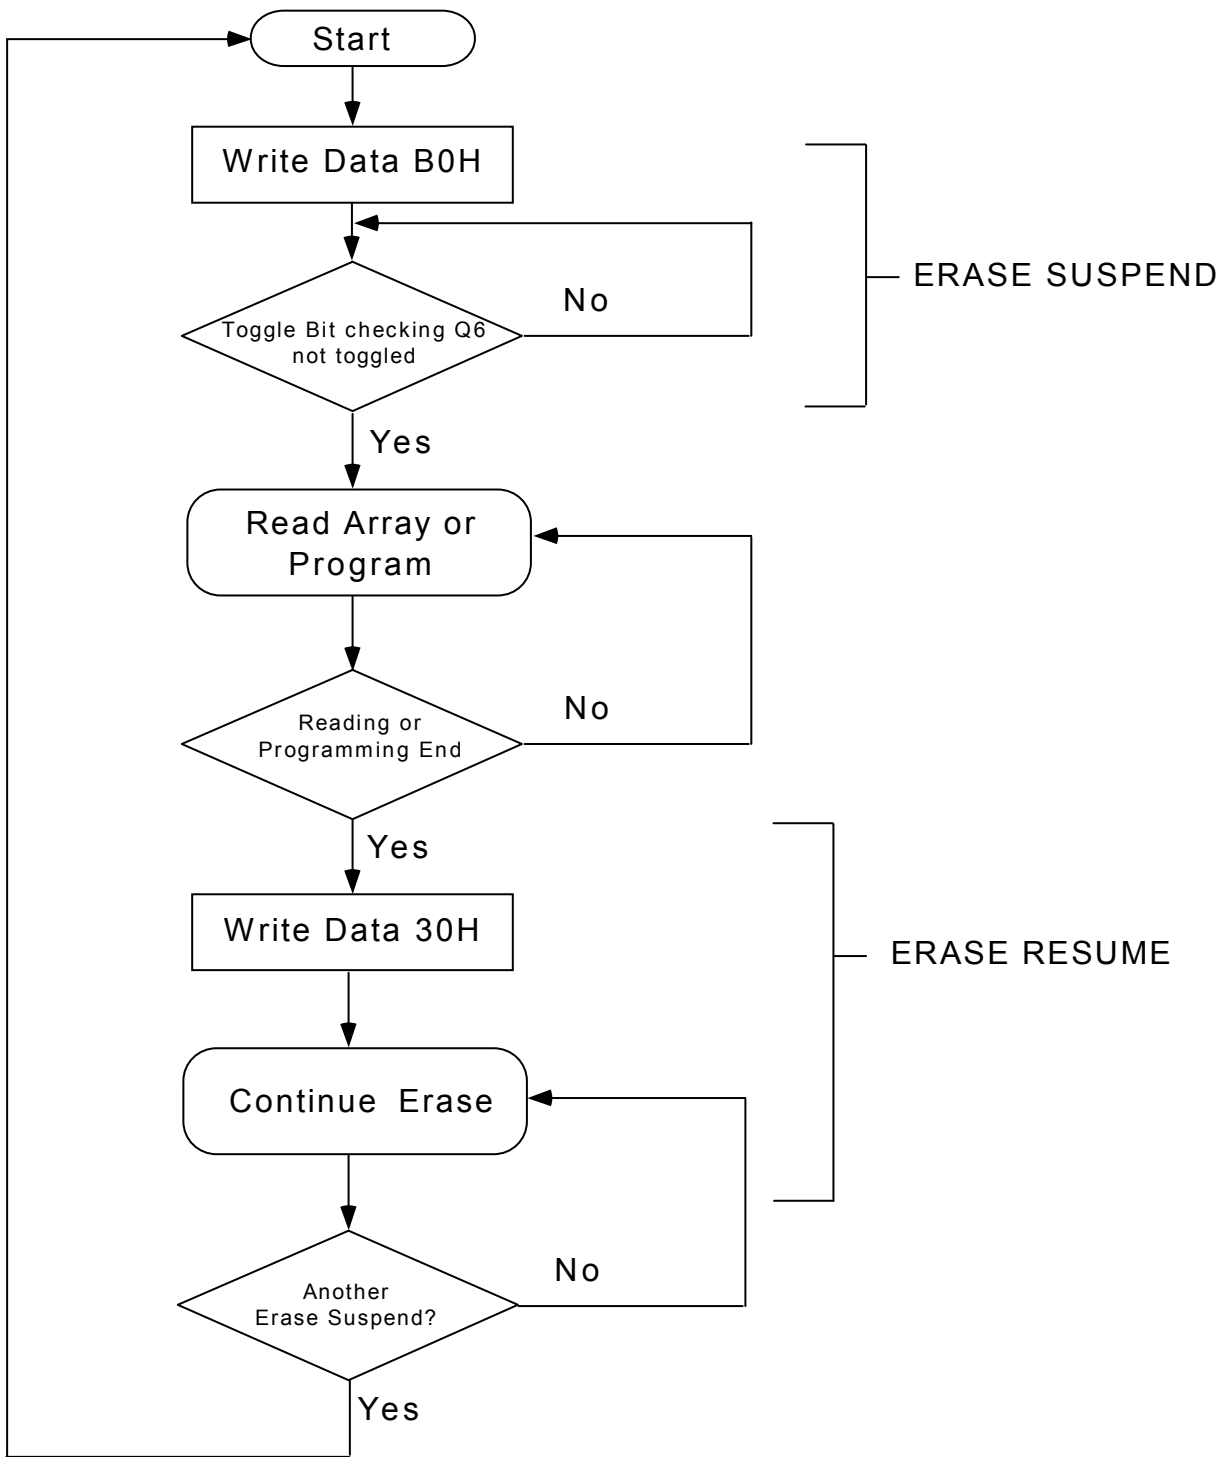 Start
Write Data B0H
ERASE SUSPEND
No
Toggle Bit checking Q6
not toggled
Yes
Read Array or
Program
No
Reading or
Programming End
Yes
Write Data 30H
ERASE RESUME
Continue Erase
No
Another
Erase Suspend?
Yes